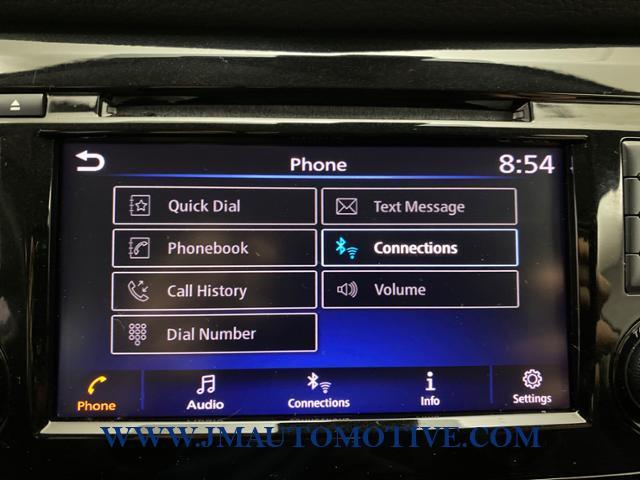 Phone 8:54
Quick Dial Text Message
Phonebook Connections
Call History Volume
Dial Number
Phone Audio Connections Info Settings
WWW.JMAUTOMOTIVE.COM